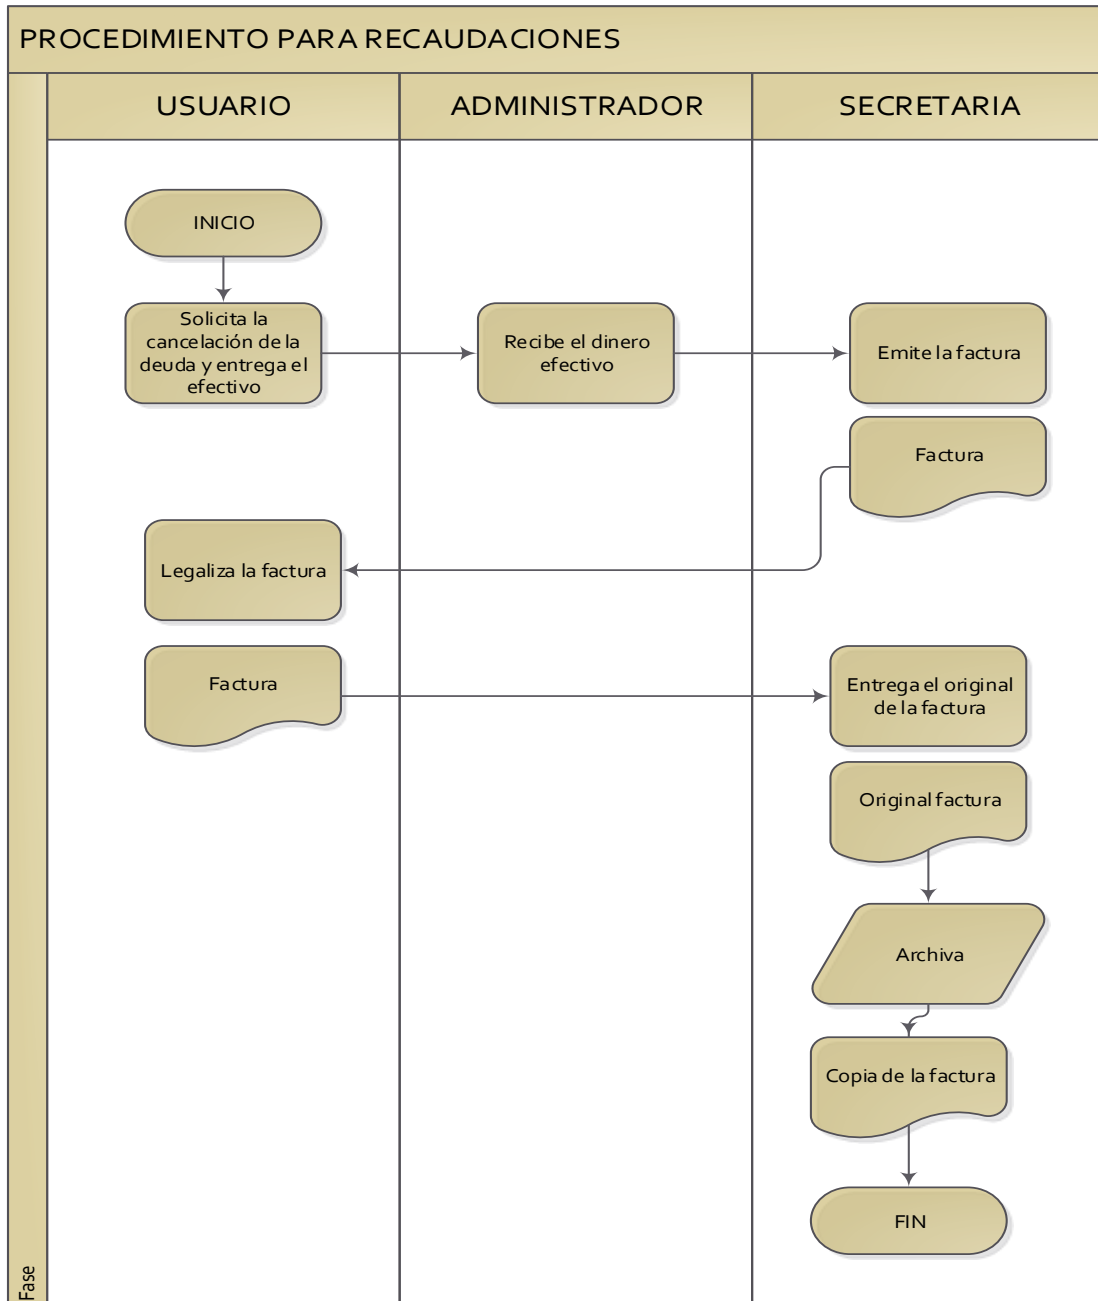 PROCEDIMIENTO PARA RECAUDACIONES
USUARIO
ADMINISTRADOR
SECRETARIA
INICIO
Solicita la
cancelación de la
deuda y entrega el
efectivo
Recibe el dinero
efectivo
Emite la factura
Factura
Legaliza la factura
Factura
Entrega el original
de la factura
Original factura
Archiva
Copia de la factura
FIN
Fase